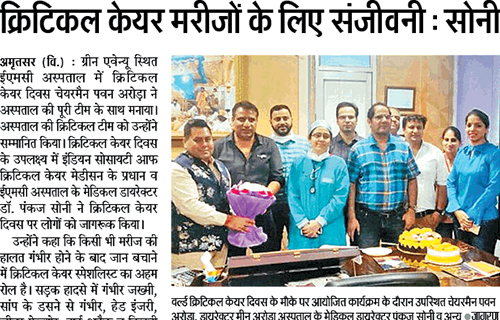 क्रिटिकल केयर मरीजों के लिए संजीवनी : सोनी
अमृतसर (वि.) : ग्रीन एवेन्यू स्थित
ईएमसी अस्पताल में क्रिटिकल
केयर दिवस चेयरमैन पवन अरोड़ा ने
अस्पताल की पूरी टीम के साथ मनाया।
अस्पताल की क्रिटिकल टीम को उन्होंने
सम्मानित किया। क्रिटिकल केयर दिवस
के उपलक्ष्य में इंडियन सोसायटी आफ
क्रिटिकल केयर मेडीसन के प्रधान व
ईएमसी अस्पताल के मेडिकल डायरेक्टर
डॉ. पंकज सोनी ने क्रिटिकल केयर
दिवस पर लोगों को जागरूक किया।
उन्होंने कहा कि किसी भी मरीज की
हालत गंभीर होने के बाद जान बचाने
में क्रिटिकल केयर स्पेशलिस्ट का अहम
रोल है। सड़क हादसे में गंभीर जख्मी,
सांप के डसने से गंभीर, हेड इंजरी,
वर्ल्ड क्रिटिकल केयर दिवस के मौके पर आयोजित कार्यक्रम के दौरान उपस्थित चेयरमैन पवन
अरोड़ा, डायरेक्टर मीनू अरोड़ा अस्पताल के मेडिकल डायरेक्टर पंकज सोनी व अन्य ● जागरण